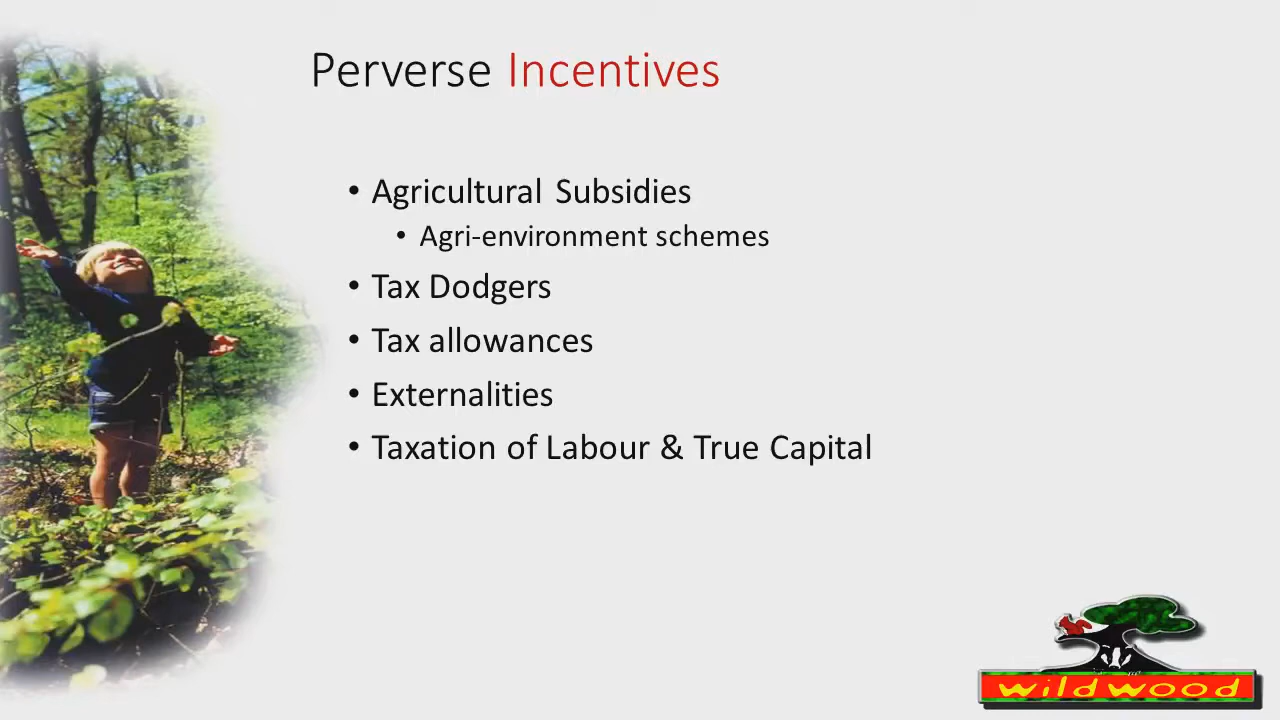 Perverse Incentives
• Agricultural Subsidies
• Agri-environment schemes
• Tax Dodgers
• Tax allowances
• Externalities
• Taxation of Labour & True Capital
wildwood